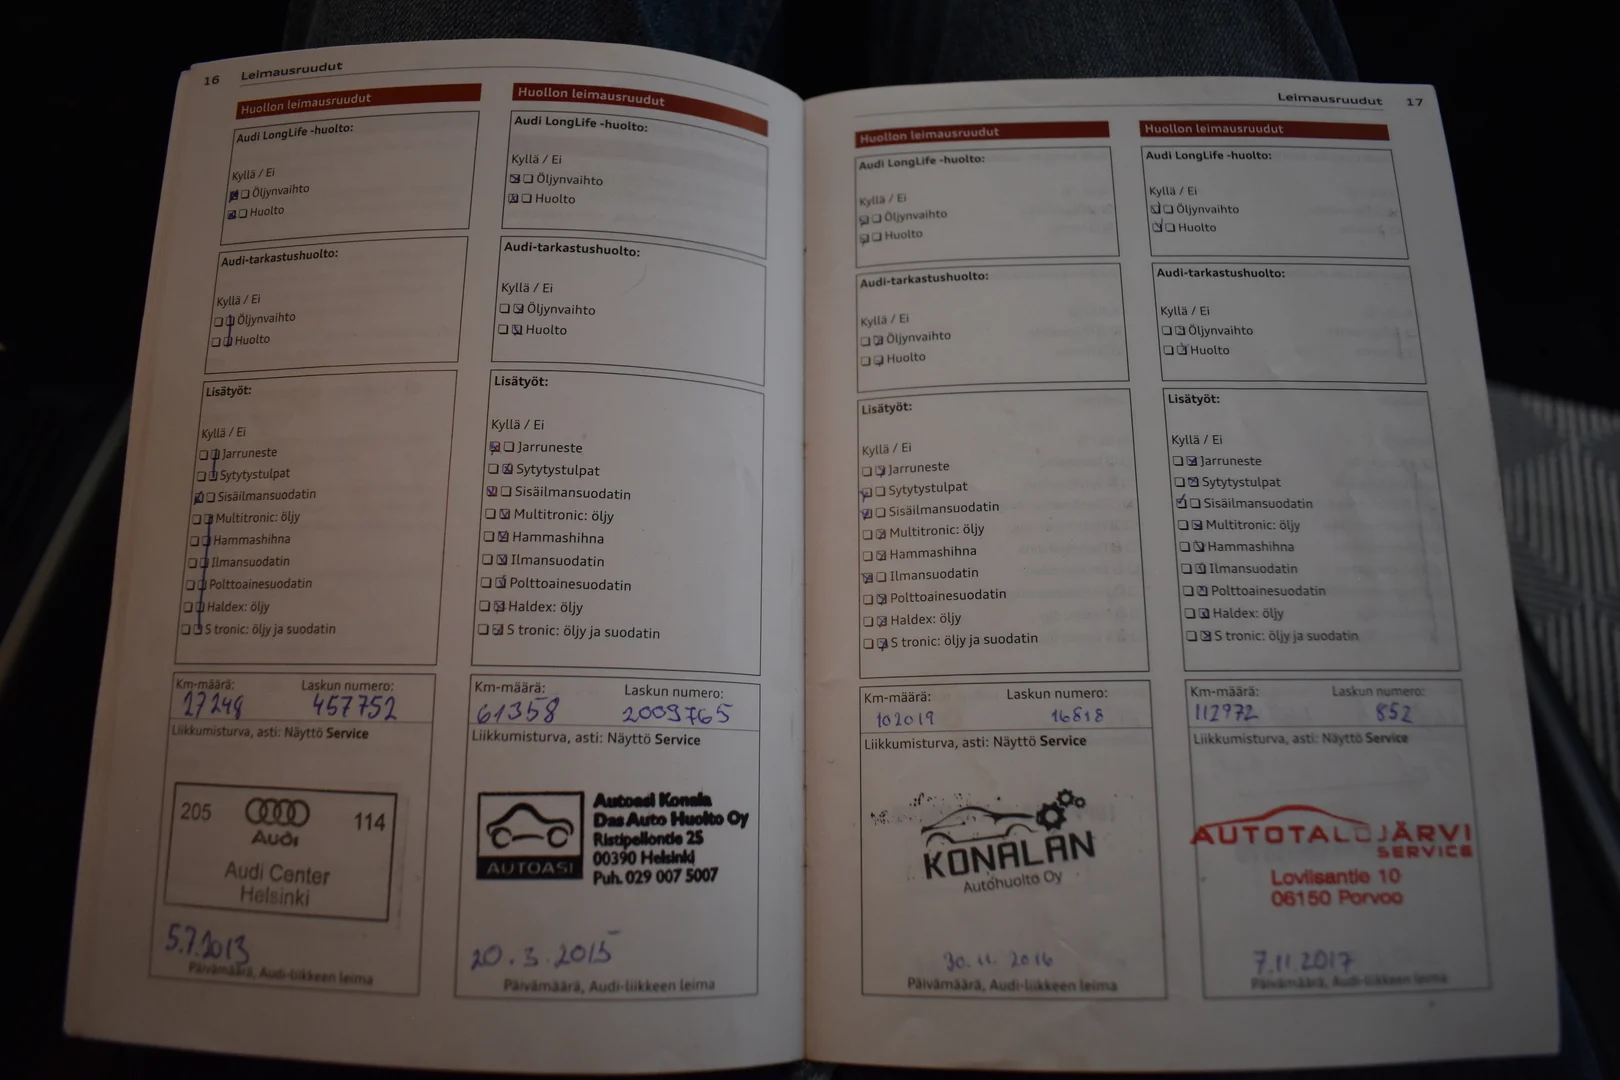 16 Leimausruudut
Huollon leimausruudut
Audi LongLife -huolto:
Kyllä / Ei
Öljynvaihto
Huolto
Audi-tarkastushuolto:
Kyllä / Ei
Öljynvaihto
Huolto
Lisätyöt:
Kyllä / Ei
Jarruneste
Sytytystulpat
Sisäilmansuodatin
Multitronic: öljy
Hammashihna
Ilmansuodatin
Polttoainesuodatin
Haldex: öljy
S tronic: öljy ja suodatin
Km-määrä: Laskun numero:
27249 457752
Liikkumisturva, asti: Näyttö Service
205 114
Audi
Audi Center
Helsinki
5.7.2013
Päivämäärä, Audi-liikkeen leima
Huollon leimausruudut
Audi LongLife -huolto:
Kyllä / Ei
Öljynvaihto
Huolto
Audi-tarkastushuolto:
Kyllä / Ei
Öljynvaihto
Huolto
Lisätyöt:
Kyllä / Ei
Jarruneste
Sytytystulpat
Sisäilmansuodatin
Multitronic: öljy
Hammashihna
Ilmansuodatin
Polttoainesuodatin
Haldex: öljy
S tronic: öljy ja suodatin
Km-määrä: Laskun numero:
61358 2009765
Liikkumisturva, asti: Näyttö Service
AUTOASI
Autoasi Konala
Das Auto Huolto Oy
Ristipellontie 25
00390 Helsinki
Puh. 029 007 5007
20.3.2015
Päivämäärä, Audi-liikkeen leima
Leimausruudut 17
Huollon leimausruudut
Audi LongLife -huolto:
Kyllä / Ei
Öljynvaihto
Huolto
Audi-tarkastushuolto:
Kyllä / Ei
Öljynvaihto
Huolto
Lisätyöt:
Kyllä / Ei
Jarruneste
Sytytystulpat
Sisäilmansuodatin
Multitronic: öljy
Hammashihna
Ilmansuodatin
Polttoainesuodatin
Haldex: öljy
S tronic: öljy ja suodatin
Km-määrä: Laskun numero:
102019 16818
Liikkumisturva, asti: Näyttö Service
KONALAN
Autohuolto Oy
30.11.2016
Päivämäärä, Audi-liikkeen leima
Huollon leimausruudut
Audi LongLife -huolto:
Kyllä / Ei
Öljynvaihto
Huolto
Audi-tarkastushuolto:
Kyllä / Ei
Öljynvaihto
Huolto
Lisätyöt:
Kyllä / Ei
Jarruneste
Sytytystulpat
Sisäilmansuodatin
Multitronic: öljy
Hammashihna
Ilmansuodatin
Polttoainesuodatin
Haldex: öljy
S tronic: öljy ja suodatin
Km-määrä: Laskun numero:
112972 852
Liikkumisturva, asti: Näyttö Service
AUTOTALOJÄRVI
SERVICE
Loviisantie 10
06150 Porvoo
7.11.2017
Päivämäärä, Audi-liikkeen leima